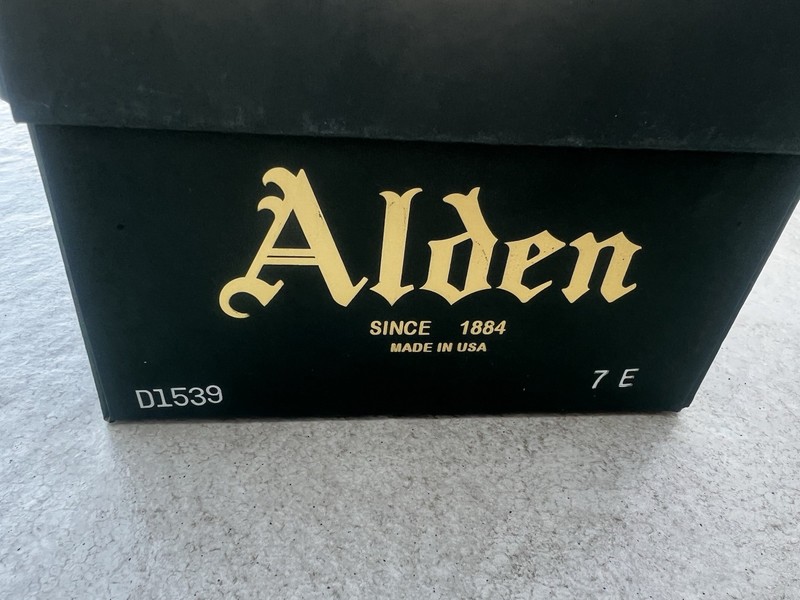 Alden
SINCE 1884
MADE IN USA
D1539
7 E